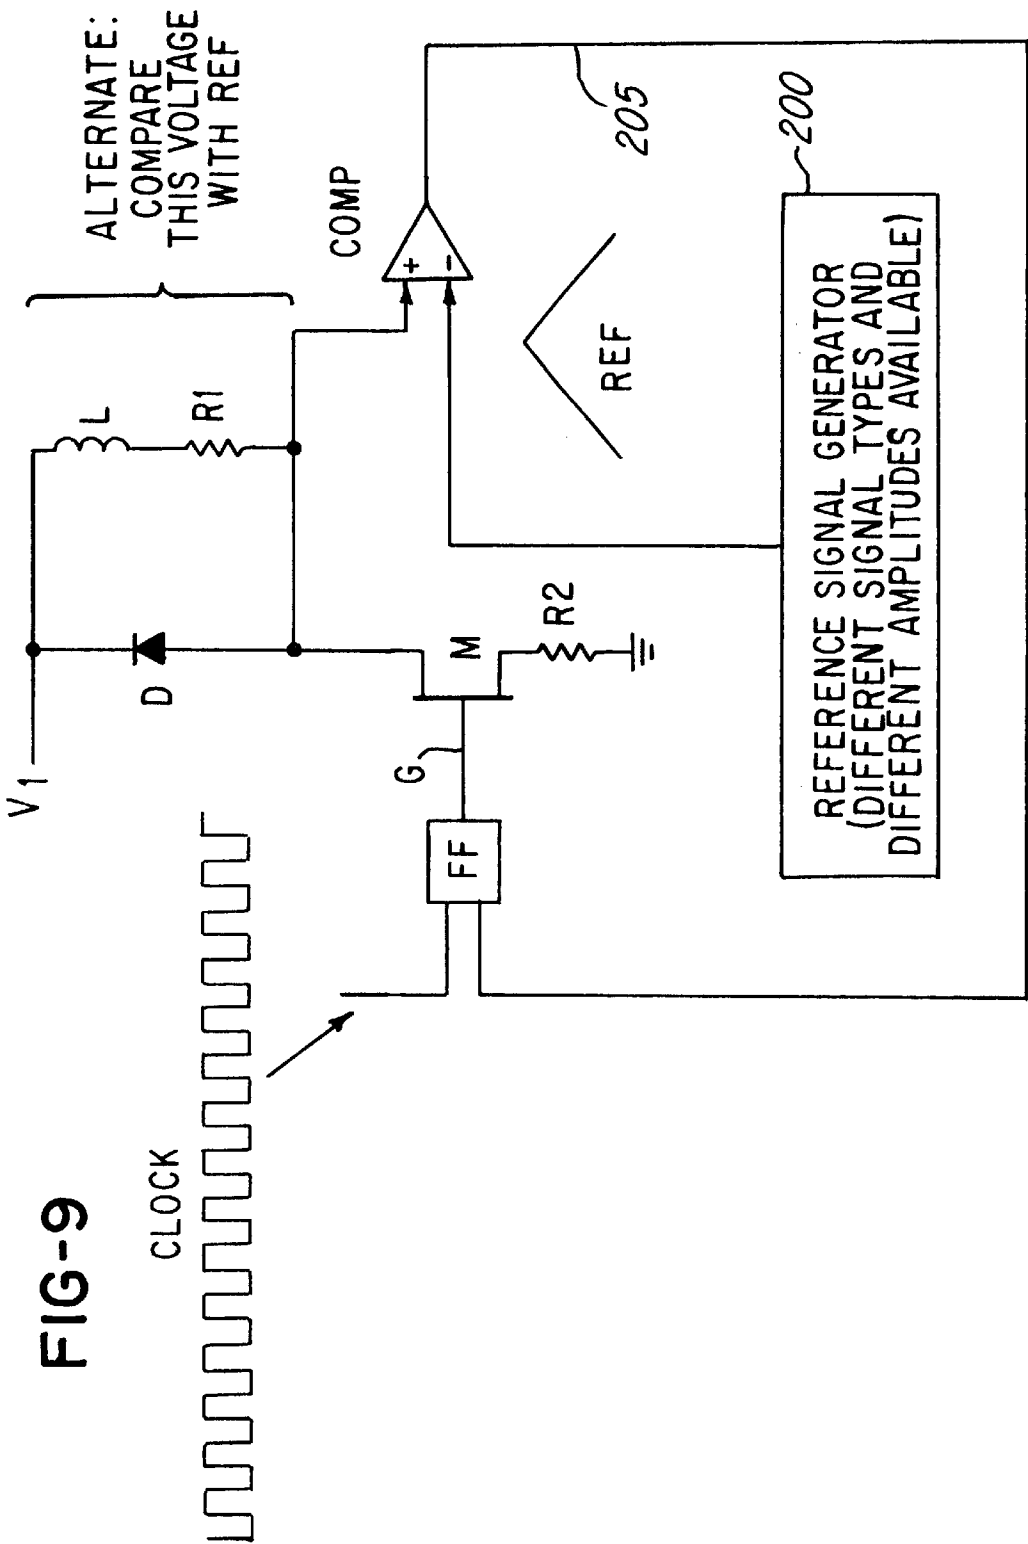 FIG-9
CLOCK
V1
D
L
R1
ALTERNATE:
COMPARE
THIS VOLTAGE
WITH REF
COMP
+
-
G
M
FF
R2
REF
205
200
REFERENCE SIGNAL GENERATOR
(DIFFERENT SIGNAL TYPES AND
DIFFERENT AMPLITUDES AVAILABLE)